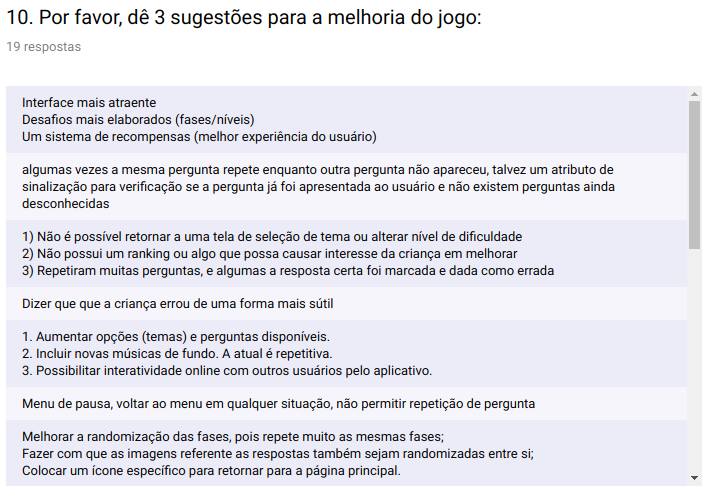 10. Por favor, dê 3 sugestões para a melhoria do jogo:
19 respostas
Interface mais atraente
Desafios mais elaborados (fases/níveis)
Um sistema de recompensas (melhor experiência do usuário)
algumas vezes a mesma pergunta repete enquanto outra pergunta não apareceu, talvez um atributo de
sinalização para verificação se a pergunta já foi apresentada ao usuário e não existem perguntas ainda
desconhecidas
1) Não é possível retornar a uma tela de seleção de tema ou alterar nível de dificuldade
2) Não possui um ranking ou algo que possa causar interesse da criança em melhorar
3) Repetiram muitas perguntas, e algumas a resposta certa foi marcada e dada como errada
Dizer que que a criança errou de uma forma mais sútil
1. Aumentar opções (temas) e perguntas disponíveis.
2. Incluir novas músicas de fundo. A atual é repetitiva.
3. Possibilitar interatividade online com outros usuários pelo aplicativo.
Menu de pausa, voltar ao menu em qualquer situação, não permitir repetição de pergunta
Melhorar a randomização das fases, pois repete muito as mesmas fases;
Fazer com que as imagens referente as respostas também sejam randomizadas entre si;
Colocar um ícone específico para retornar para a página principal.